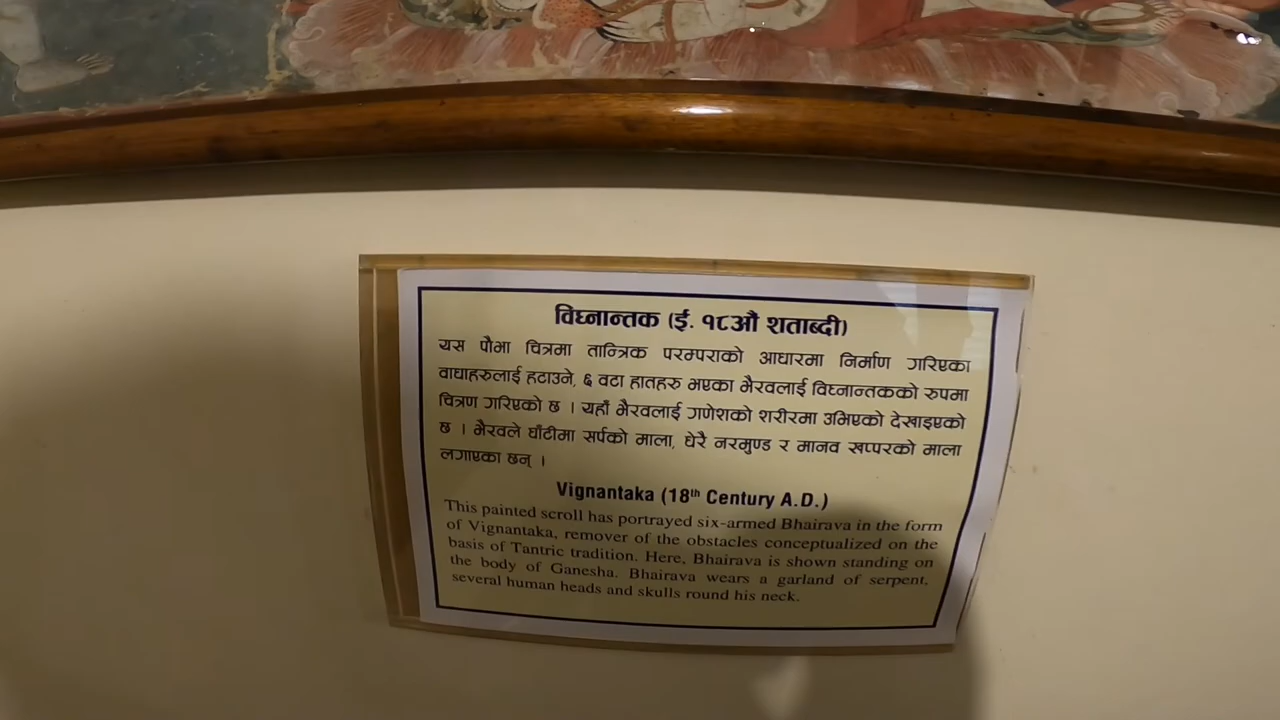 विघ्नान्तक (ई. १८औ शताब्दी)
यस पौभा चित्रमा तान्त्रिक परम्पराको आधारमा निर्माण गरिएका
वाघाहरुलाई हटाउने, ६ वटा हातहरु भएका भैरवलाई विघ्नान्तकको रुपमा
चित्रण गरिएको छ । यहाँ भैरवलाई गणेशको शरीरमा उभिएको देखाइएको
छ । भैरवले घाँटीमा सर्पको माला, धेरै नरमुण्ड र मानव खप्परको माला
लगाएका छन् ।
Vignantaka (18th Century A.D.)
This painted scroll has portrayed six-armed Bhairava in the form
of Vignantaka, remover of the obstacles conceptualized on the
basis of Tantric tradition. Here, Bhairava is shown standing on
the body of Ganesha. Bhairava wears a garland of serpent,
several human heads and skulls round his neck.